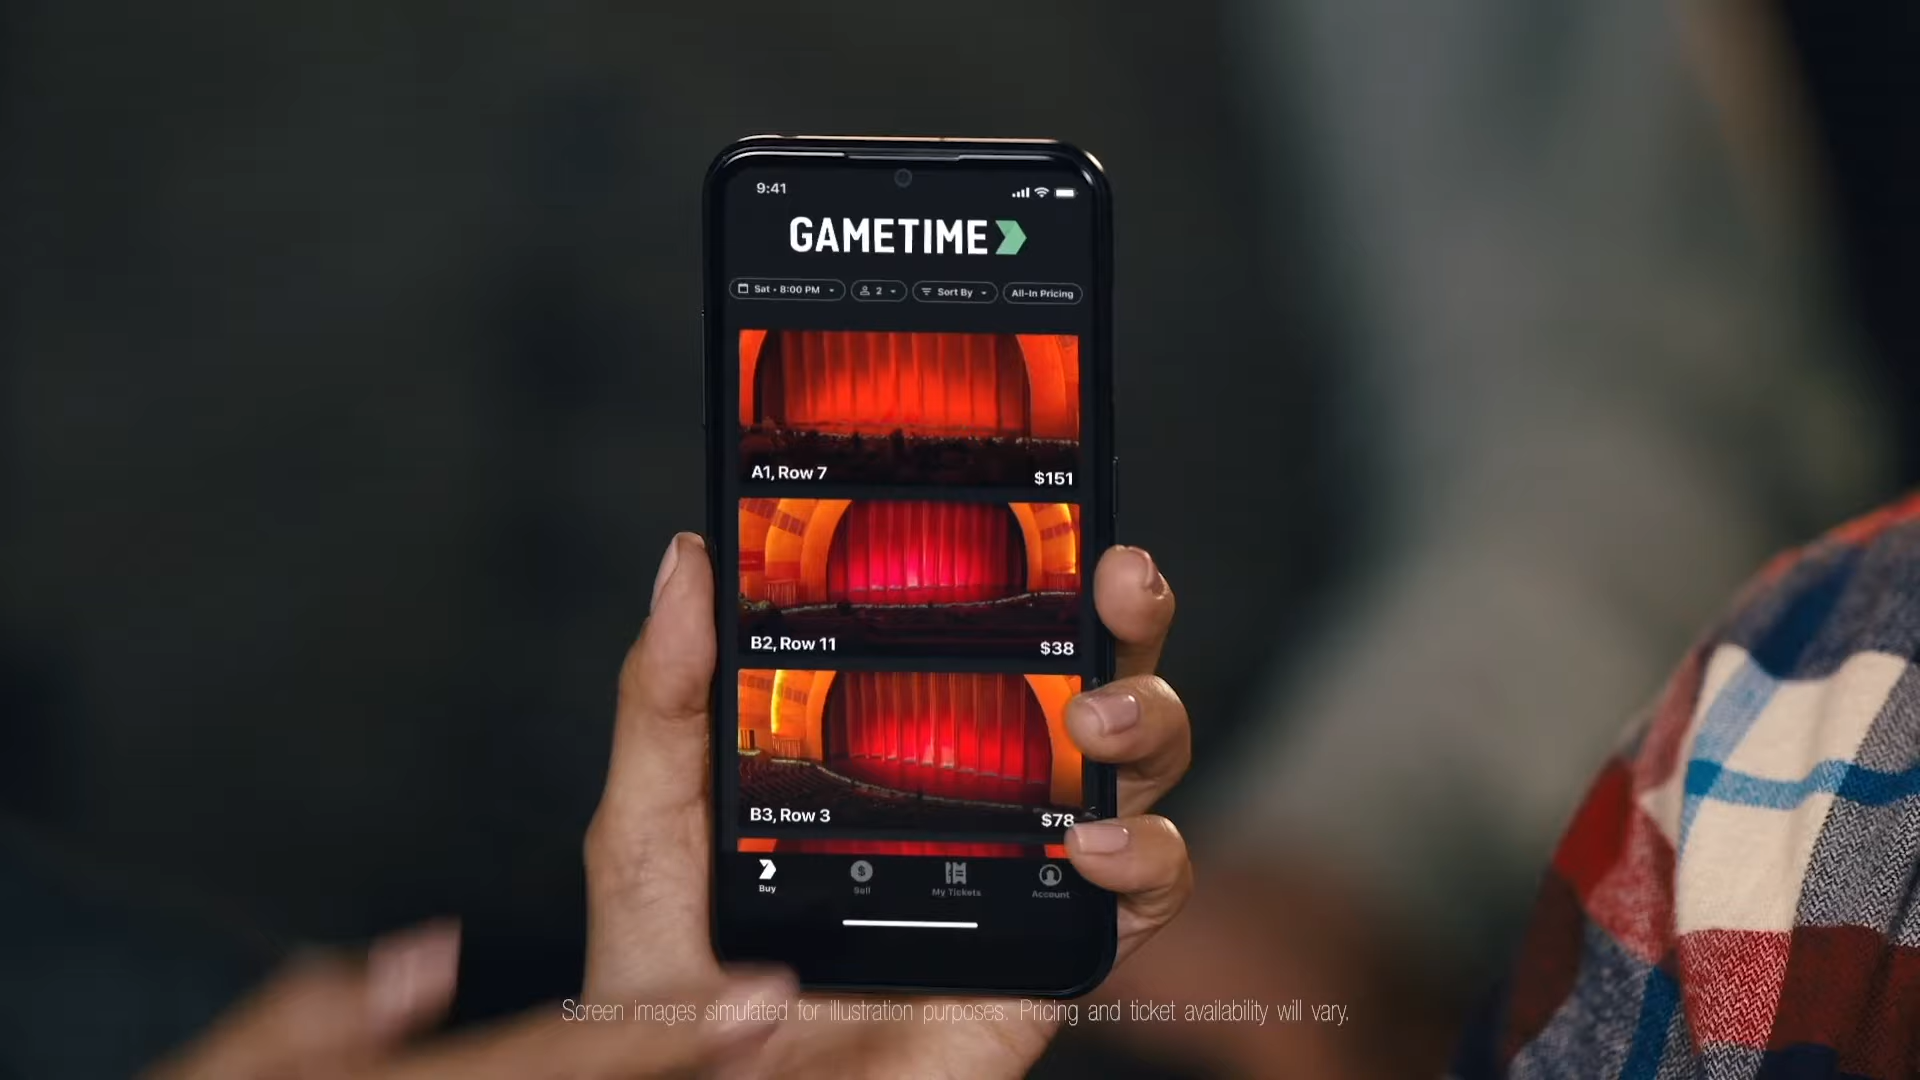 9:41
GAMETIME
Sat • 8:00 PM 2 Sort By All-In Pricing
A1, Row 7 $151
B2, Row 11 $38
B3, Row 3 $78
Buy Sell My Tickets Account
Screen images simulated for illustration purposes. Pricing and ticket availability will vary.